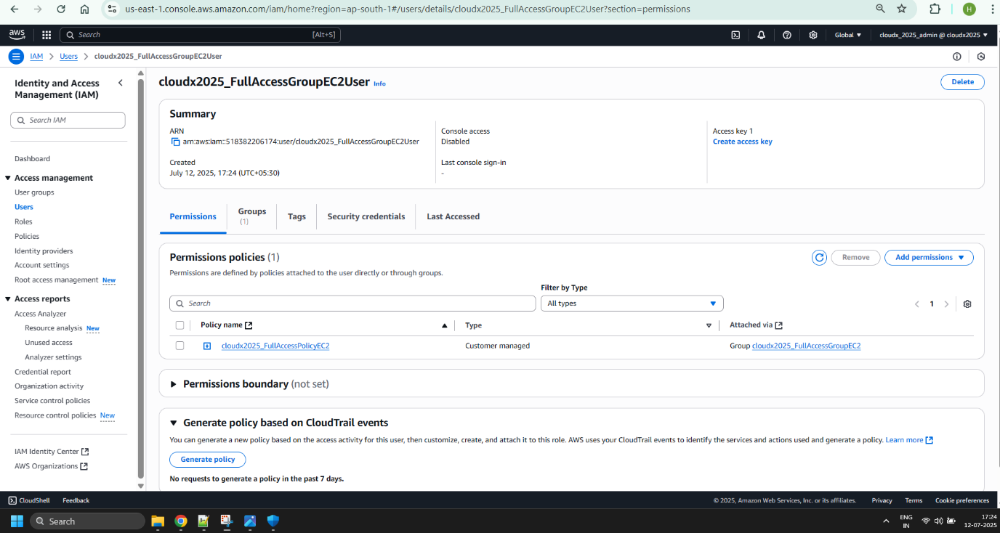 us-east-1.console.aws.amazon.com/iam/home?region=ap-south-1#/users/details/cloudx2025_FullAccessGroupEC2User?section=permissions
H
aws
Search
[Alt+S]
Global
cloudx_2025_admin @ cloudx2025
IAM > Users > cloudx2025_FullAccessGroupEC2User
Identity and Access
Management (IAM)
Search IAM
Dashboard
Access management
User groups
Users
Roles
Policies
Identity providers
Account settings
Root access management New
Access reports
Access Analyzer
Resource analysis New
Unused access
Analyzer settings
Credential report
Organization activity
Service control policies
Resource control policies New
IAM Identity Center
AWS Organizations
cloudx2025_FullAccessGroupEC2User Info
Delete
Summary
ARN
arn:aws:iam::518382206174:user/cloudx2025_FullAccessGroupEC2User
Created
July 12, 2025, 17:24 (UTC+05:30)
Console access
Disabled
Last console sign-in
-
Access key 1
Create access key
Permissions
Groups
(1)
Tags
Security credentials
Last Accessed
Permissions policies (1)
Remove
Add permissions
Permissions are defined by policies attached to the user directly or through groups.
Filter by Type
Search
All types
1
Policy name
Type
Attached via
cloudx2025_FullAccessPolicyEC2
Customer managed
Group cloudx2025_FullAccessGroupEC2
Permissions boundary (not set)
Generate policy based on CloudTrail events
You can generate a new policy based on the access activity for this user, then customize, create, and attach it to this role. AWS uses your CloudTrail events to identify the services and actions used and generate a policy. Learn more
Generate policy
No requests to generate a policy in the past 7 days.
CloudShell
Feedback
© 2025, Amazon Web Services, Inc. or its affiliates.
Privacy
Terms
Cookie preferences
Search
ENG
IN
17:24
12-07-2025